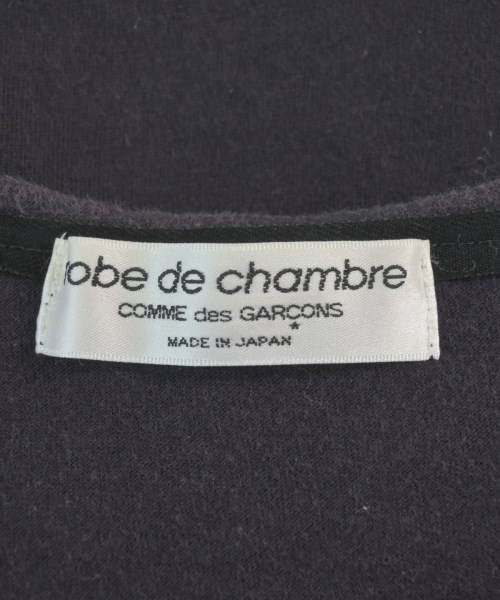 robe de chambre
COMME des GARÇONS
*
MADE IN JAPAN